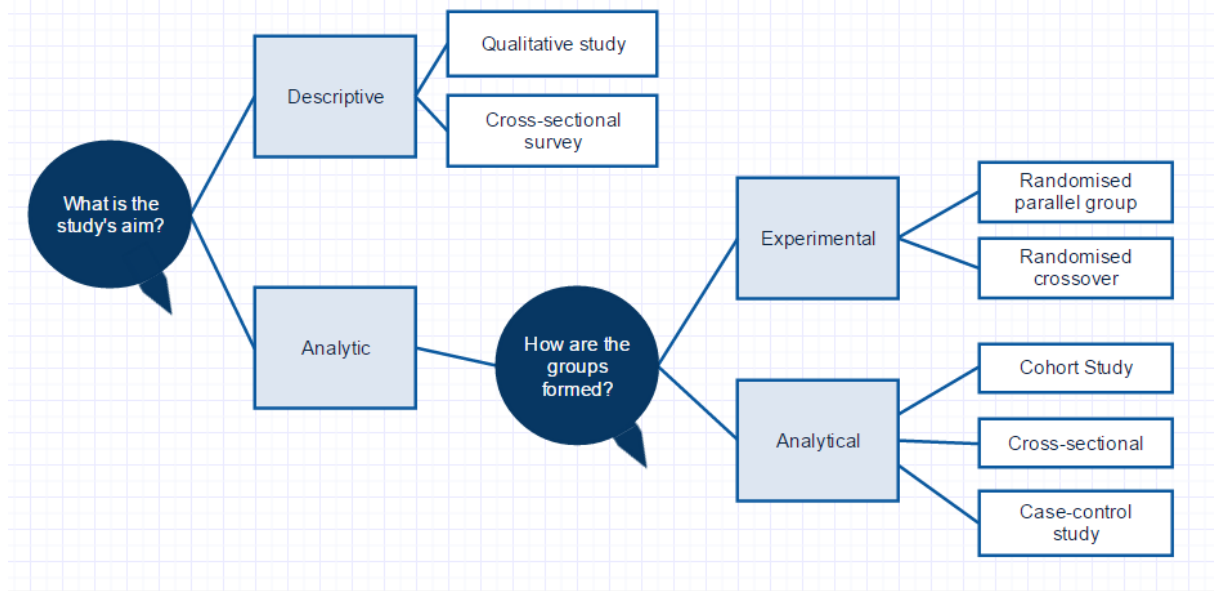 What is the
study's aim?
Descriptive
Qualitative study
Cross-sectional
survey
Analytic
How are the
groups
formed?
Experimental
Randomised
parallel group
Randomised
crossover
Analytical
Cohort Study
Cross-sectional
Case-control
study